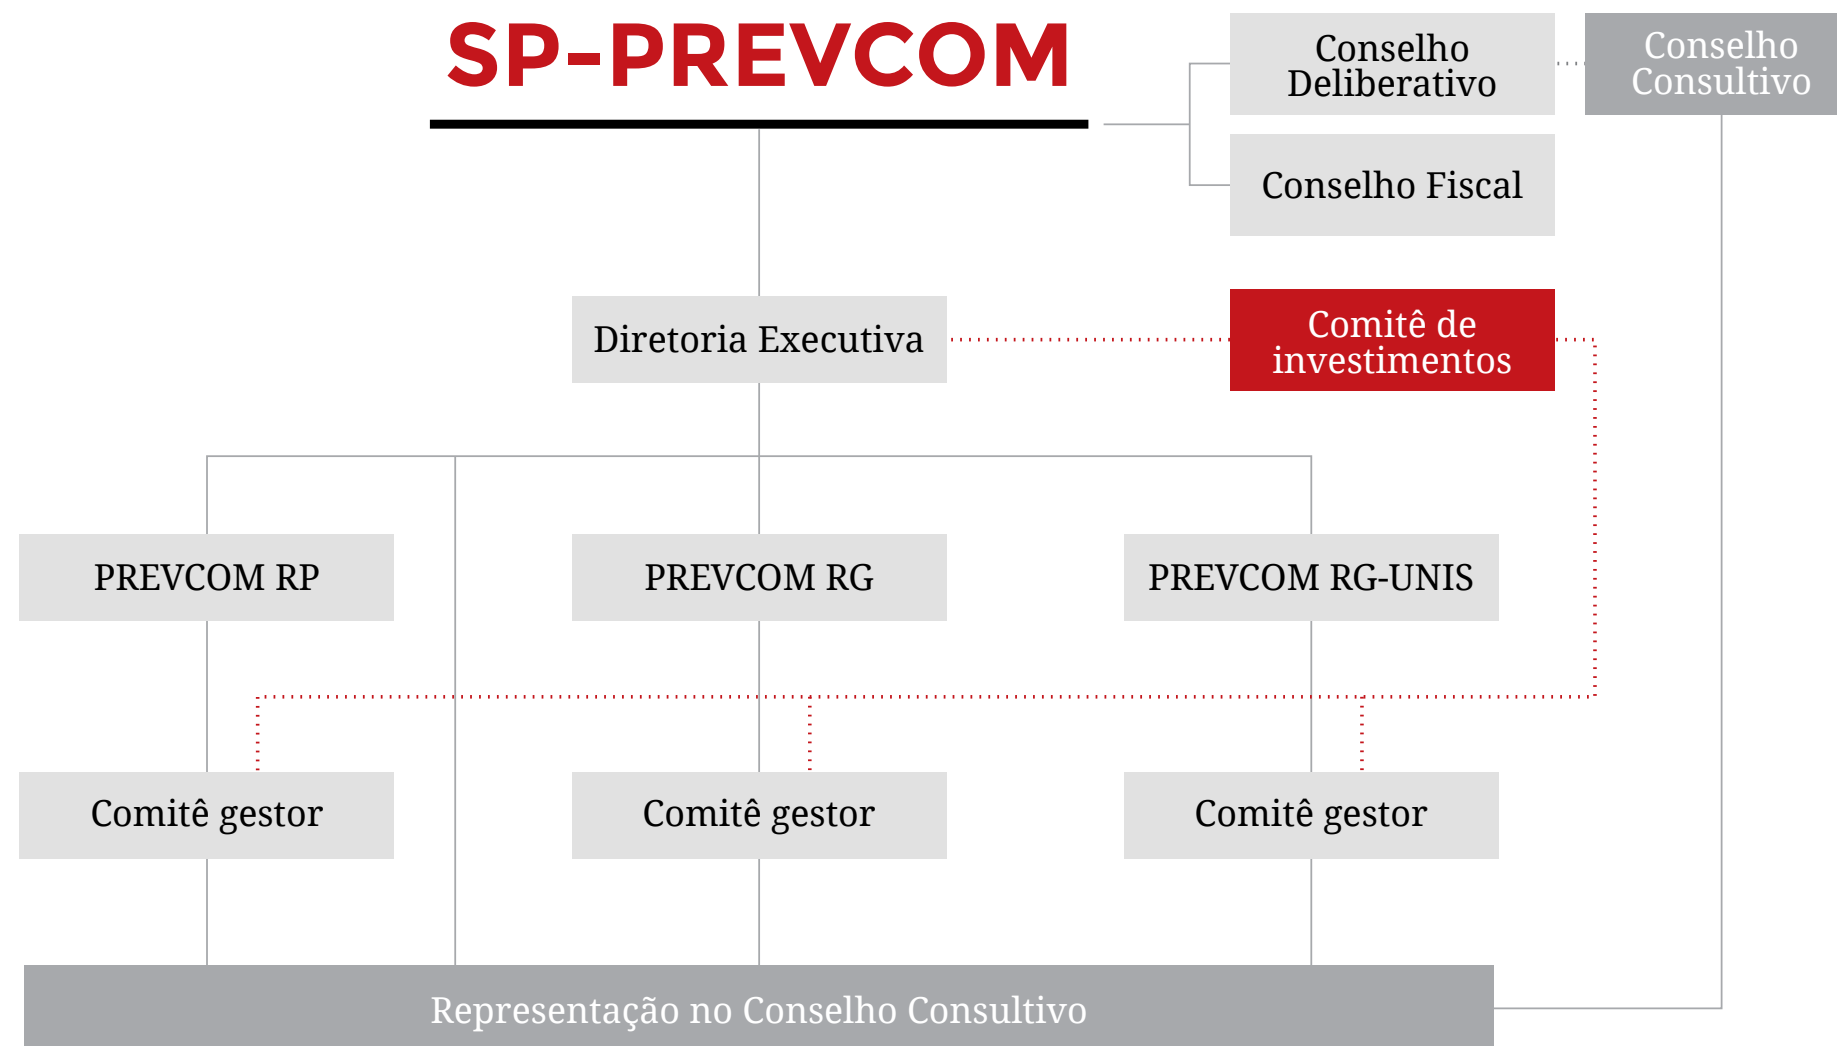 SP-PREVCOM
Conselho
Deliberativo
Conselho
Consultivo
Conselho Fiscal
Diretoria Executiva
Comitê de
investimentos
PREVCOM RP
PREVCOM RG
PREVCOM RG-UNIS
Comitê gestor
Comitê gestor
Comitê gestor
Representação no Conselho Consultivo